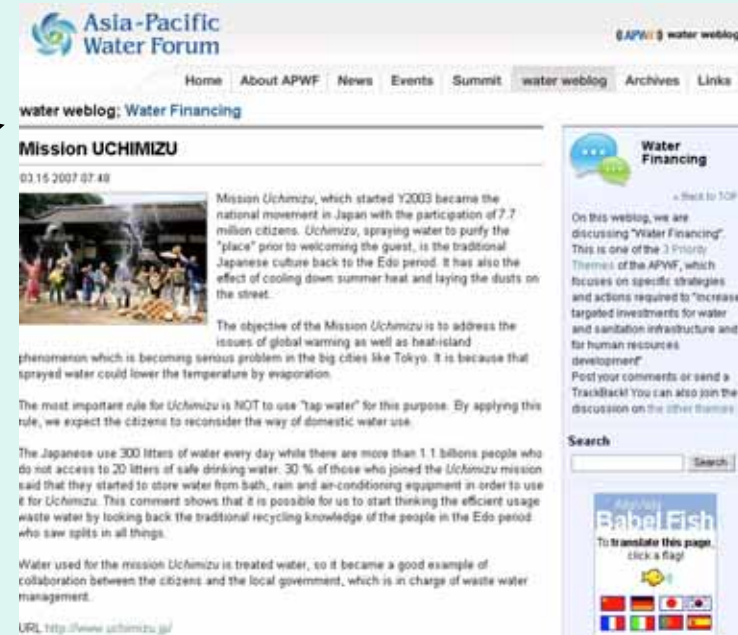 Asia-Pacific
Water Forum
water weblog
Home About APWF News Events Summit water weblog Archives Links
water weblog: Water Financing
Mission UCHIMIZU
03.15 2007 07:48
Mission Uchimizu, which started Y2003 became the
national movement in Japan with the participation of 7.7
million citizens. Uchimizu, spraying water to purify the
"place" prior to welcoming the guest, is the traditional
Japanese culture back to the Edo period. It has also the
effect of cooling down summer heat and laying the dusts on
the street.
The objective of the Mission Uchimizu is to address the
issues of global warming as well as heat-island
phenomenon which is becoming serious problem in the big cities like Tokyo. It is because that
sprayed water could lower the temperature by evaporation.
The most important rule for Uchimizu is NOT to use "tap water" for this purpose. By applying this
rule, we expect the citizens to reconsider the way of domestic water use.
The Japanese use 300 litters of water every day while there are more than 1.1 billions people who
do not access to 20 litters of safe drinking water. 30 % of those who joined the Uchimizu mission
said that they started to store water from bath, rain and air-conditioning equipment in order to use
it for Uchimizu. This comment shows that it is possible for us to start thinking the efficient usage
waste water by looking back the traditional recycling knowledge of the people in the Edo period
who saw splits in all things.
Water used for the mission Uchimizu is treated water, so it became a good example of
collaboration between the citizens and the local government, which is in charge of waste water
management.
URL http://www.uchimizu.jp/
Water
Financing
Back to TOP
On this weblog, we are
discussing "Water Financing".
This is one of the 3 Priority
Themes of the APWF, which
focuses on specific strategies
and actions required to "increase
targeted investments for water
and sanitation infrastructure and
for human resources
development"
Post your comments or send a
TrackBack! You can also join the
discussion on the other themes
Search
Search
AltaVista
Babel Fish
To translate this page,
click a flag!